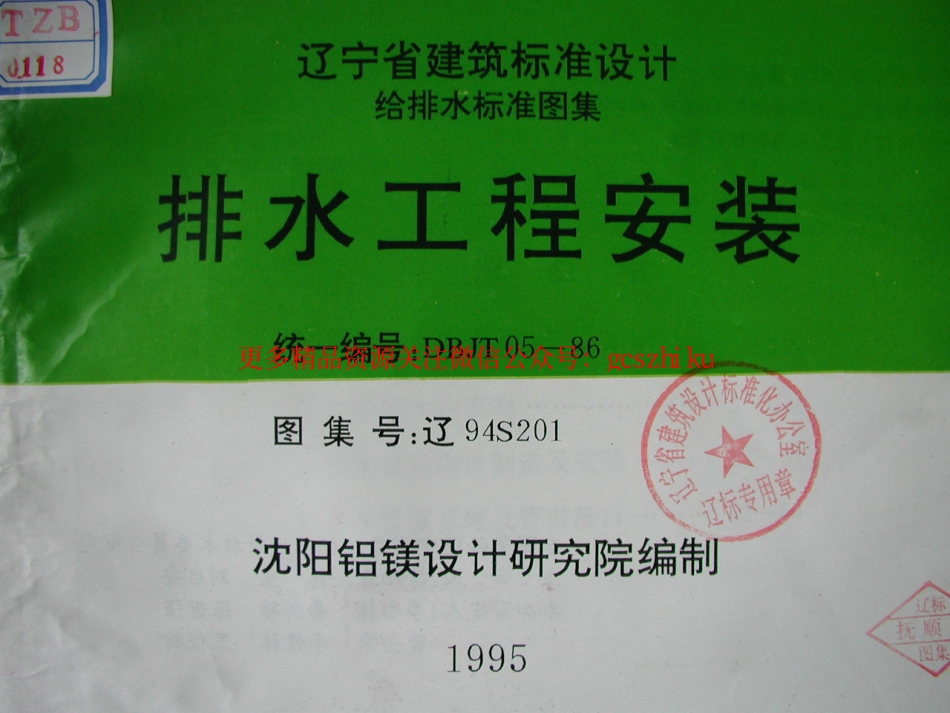 TZB
0118
辽宁省建筑标准设计
给排水标准图集
排水工程安装
统一编号:DBJT 05—86
更多精品资源关注微信公众号：gcszhiku
图集号:辽94S201
辽宁省建筑设计标准化办公室
辽标专用章
沈阳铝镁设计研究院编制
1995
辽标
抚顺
图集